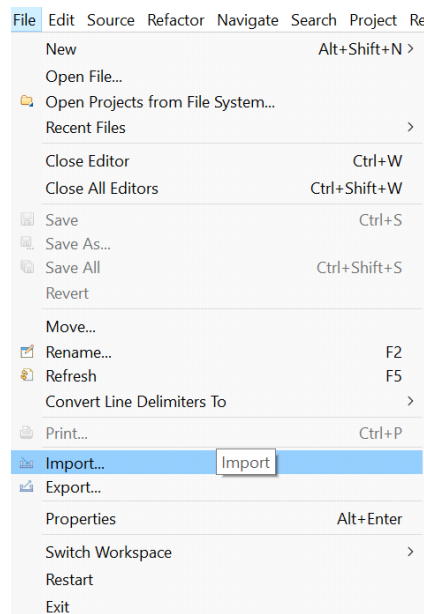 File Edit Source Refactor Navigate Search Project Re
New Alt+Shift+N >
Open File...
Open Projects from File System...
Recent Files >
Close Editor Ctrl+W
Close All Editors Ctrl+Shift+W
Save Ctrl+S
Save As...
Save All Ctrl+Shift+S
Revert
Move...
Rename... F2
Refresh F5
Convert Line Delimiters To >
Print... Ctrl+P
Import... Import
Export...
Properties Alt+Enter
Switch Workspace >
Restart
Exit